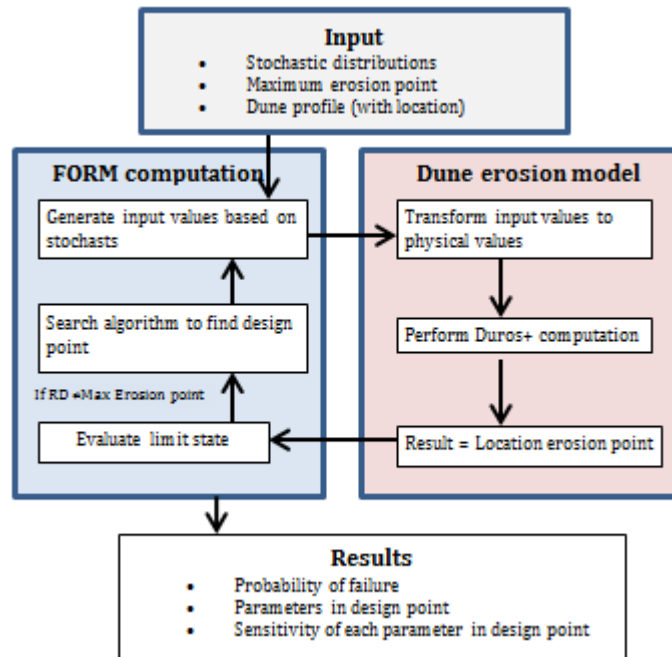 Input
• Stochastic distributions
• Maximum erosion point
• Dune profile (with location)
FORM computation
Generate input values based on
stochasts
Search algorithm to find design
point
If RD ≠Max Erosion point
Evaluate limit state
Dune erosion model
Transform input values to
physical values
Perform Duros+ computation
Result = Location erosion point
Results
• Probability of failure
• Parameters in design point
• Sensitivity of each parameter in design point